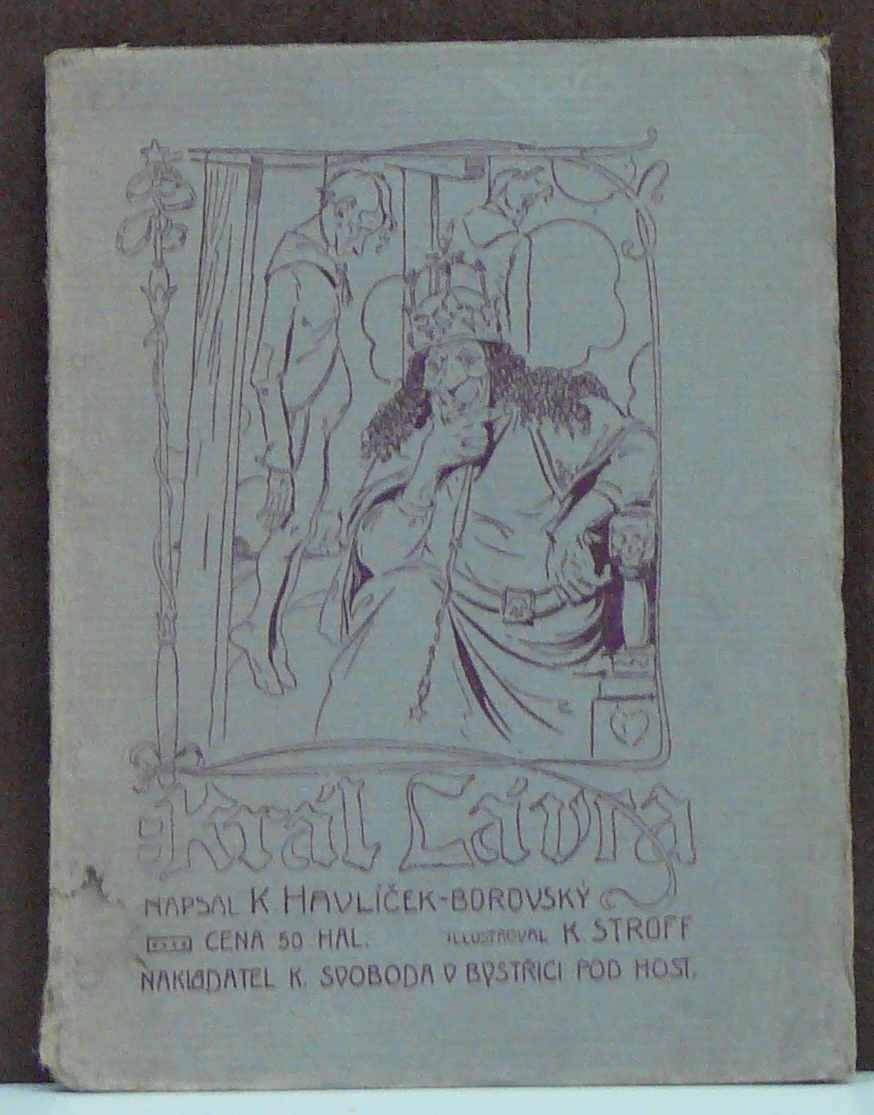 Král Lávra
NAPSAL K HAVLÍČEK-BOROVSKÝ
CENA 50 HAL. ILLUSTROVAL K. STROFF
NAKLADATEL K. SVOBODA V BYSTŘICI POD HOST.